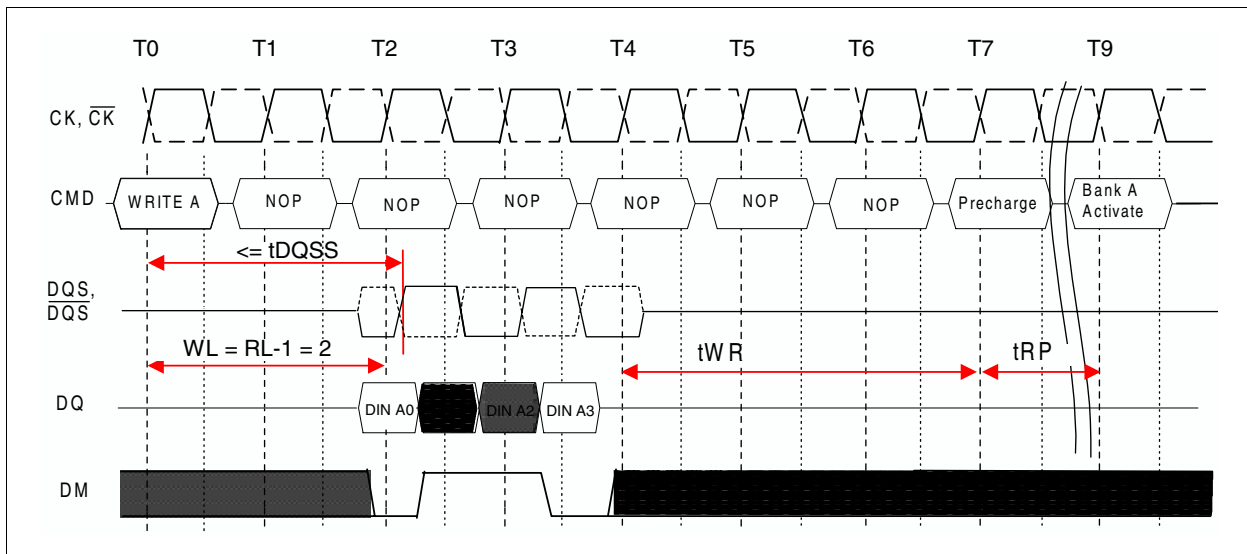 T0 T1 T2 T3 T4 T5 T6 T7 T9
CK, CK
CMD WRITE A NOP NOP NOP NOP NOP NOP Precharge Bank A Activate
<= tDQSS
DQS,
DQS
WL = RL-1 = 2 tWR tRP
DQ DIN A0 DIN A2 DIN A3
DM